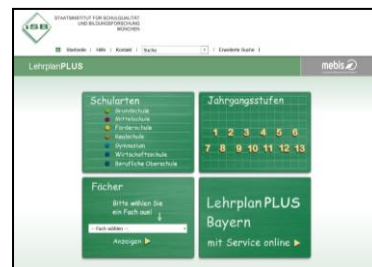 iSB
STAATSINSTITUT FÜR SCHULQUALITÄT
UND BILDUNGSFORSCHUNG
MÜNCHEN
Startseite | Hilfe | Kontakt | Suche | Erweiterte Suche |
LehrplanPLUS
mebis
Schularten
Grundschule
Mittelschule
Förderschule
Realschule
Gymnasium
Wirtschaftsschule
Berufliche Oberschule
Jahrgangsstufen
1 2 3 4 5 6
7 8 9 10 11 12 13
Fächer
Bitte wählen Sie
ein Fach aus!
-- Fach wählen --
Anzeigen
LehrplanPLUS
Bayern
mit Service online